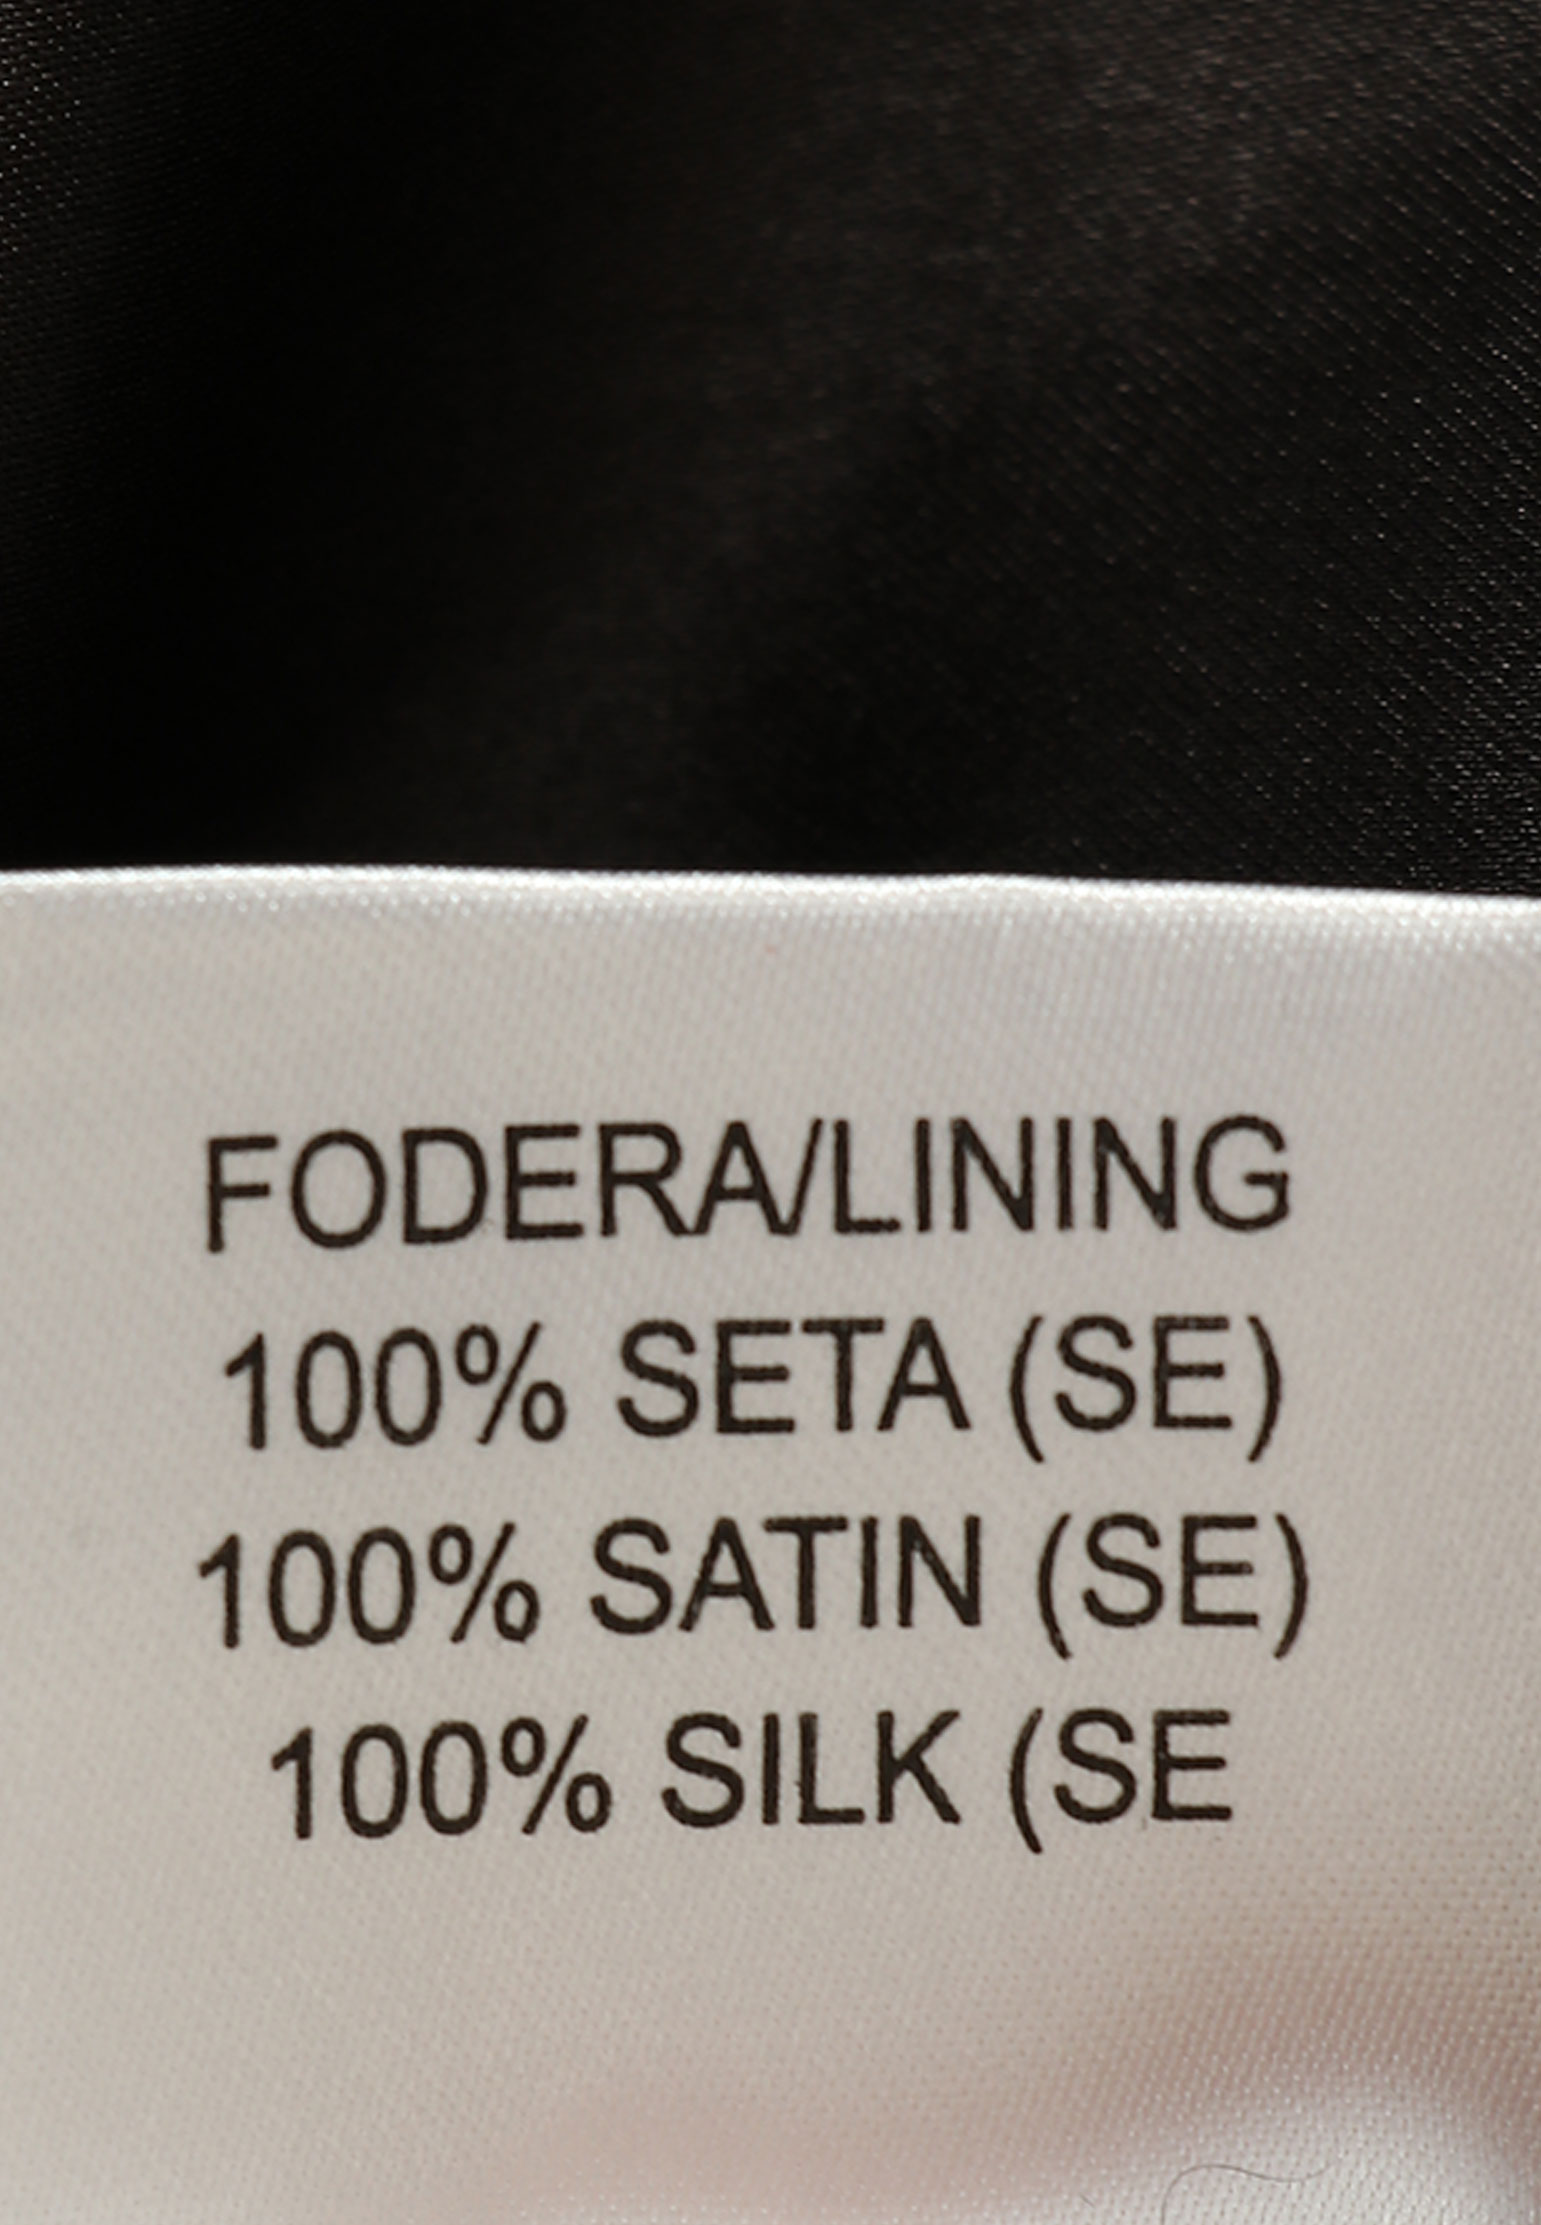 FODERA/LINING
100% SETA (SE)
100% SATIN (SE)
100% SILK (SE